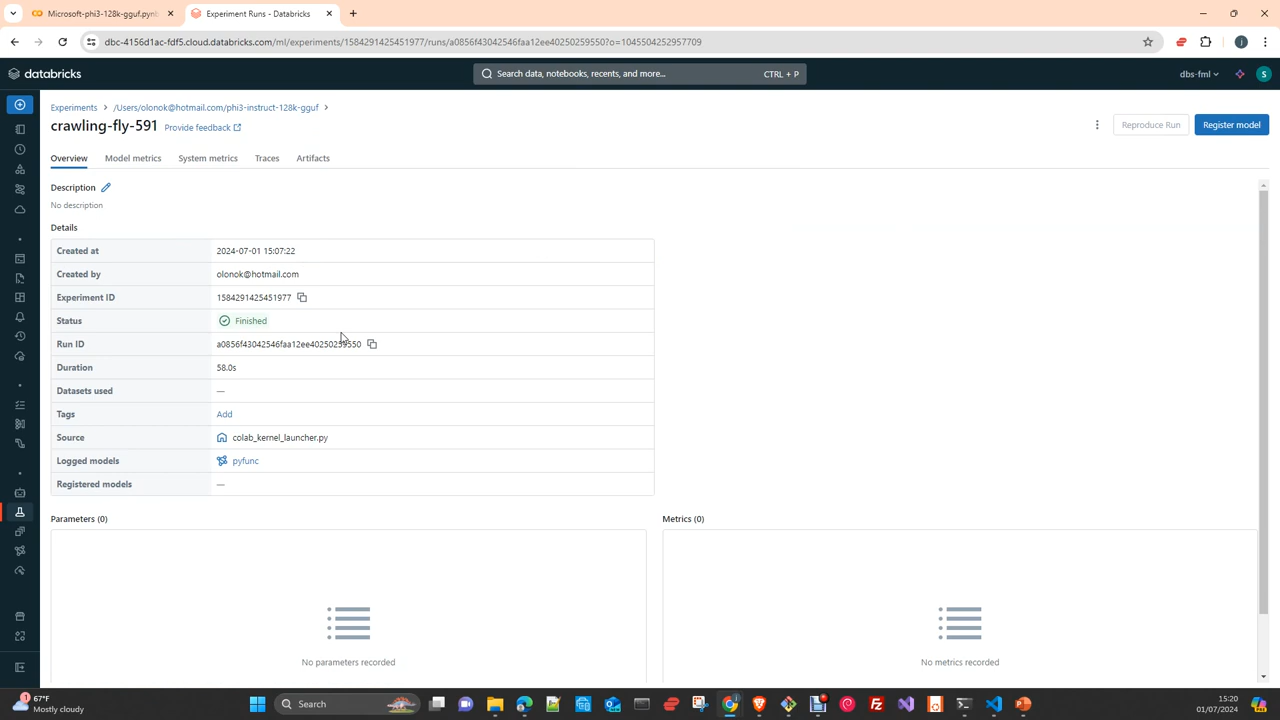 Microsoft-phi3-128k-gguf.pynb
Experiment Runs - Databricks
dbc-4156d1ac-fdf5.cloud.databricks.com/ml/experiments/1584291425451977/runs/a0856f43042546faa12ee40250259550?o=1045504252957709
databricks
Search data, notebooks, recents, and more...
CTRL + P
dbs-fml
S
Experiments > /Users/olonok@hotmail.com/phi3-instruct-128k-gguf >
crawling-fly-591 Provide feedback
Reproduce Run
Register model
Overview Model metrics System metrics Traces Artifacts
Description
No description
Details
Created at 2024-07-01 15:07:22
Created by olonok@hotmail.com
Experiment ID 1584291425451977
Status Finished
Run ID a0856f43042546faa12ee40250259550
Duration 58.0s
Datasets used —
Tags Add
Source colab_kernel_launcher.py
Logged models pyfunc
Registered models —
Parameters (0)
Metrics (0)
No parameters recorded
No metrics recorded
1
67°F
Mostly cloudy
Search
15:20
01/07/2024